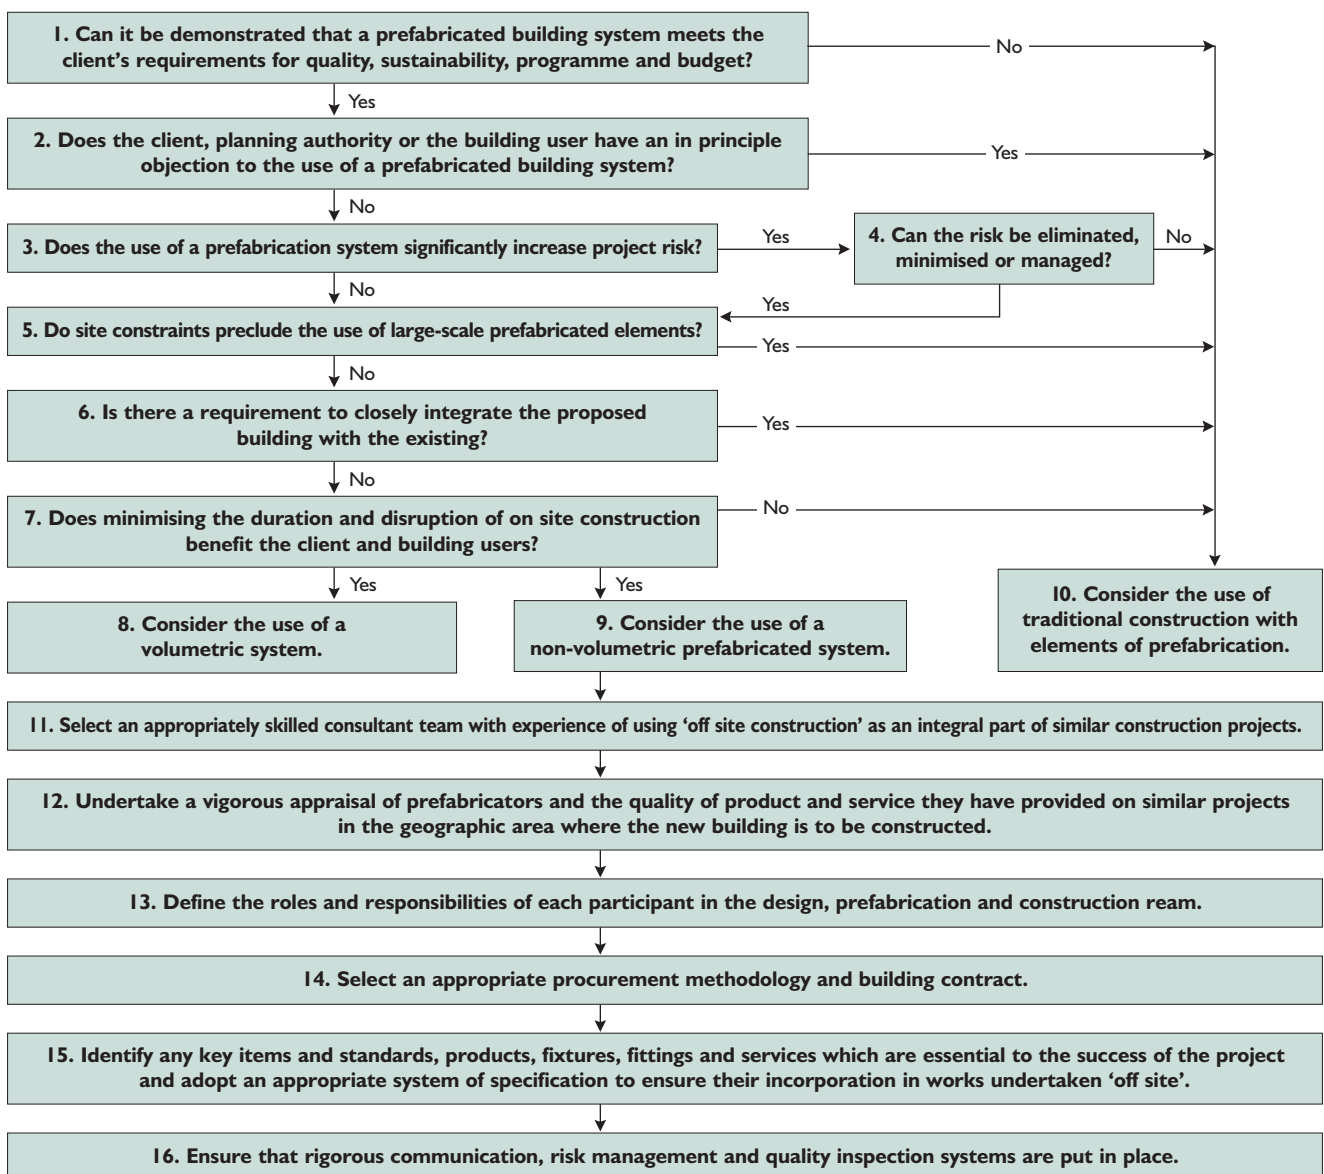 1. Can it be demonstrated that a prefabricated building system meets the
client’s requirements for quality, sustainability, programme and budget?
No
Yes
2. Does the client, planning authority or the building user have an in principle
objection to the use of a prefabricated building system?
Yes
No
3. Does the use of a prefabrication system significantly increase project risk?
Yes
4. Can the risk be eliminated,
minimised or managed?
No
No
Yes
5. Do site constraints preclude the use of large-scale prefabricated elements?
Yes
No
6. Is there a requirement to closely integrate the proposed
building with the existing?
Yes
No
7. Does minimising the duration and disruption of on site construction
benefit the client and building users?
No
Yes
Yes
8. Consider the use of a
volumetric system.
9. Consider the use of a
non-volumetric prefabricated system.
10. Consider the use of
traditional construction with
elements of prefabrication.
11. Select an appropriately skilled consultant team with experience of using ‘off site construction’ as an integral part of similar construction projects.
12. Undertake a vigorous appraisal of prefabricators and the quality of product and service they have provided on similar projects
in the geographic area where the new building is to be constructed.
13. Define the roles and responsibilities of each participant in the design, prefabrication and construction ream.
14. Select an appropriate procurement methodology and building contract.
15. Identify any key items and standards, products, fixtures, fittings and services which are essential to the success of the project
and adopt an appropriate system of specification to ensure their incorporation in works undertaken ‘off site’.
16. Ensure that rigorous communication, risk management and quality inspection systems are put in place.